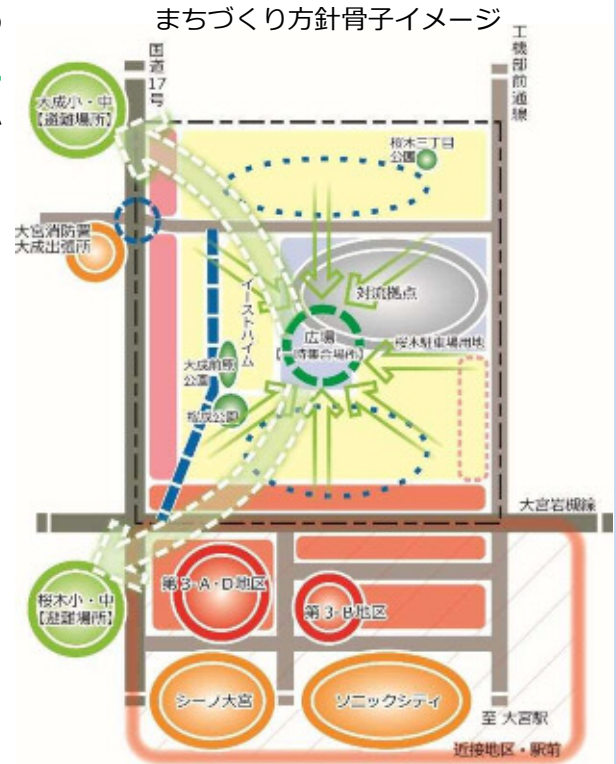 まちづくり方針骨子イメージ
国道17号
工機部前通線
大成小・中
【避難場所】
桜木三丁目
公園
大宮消防署
大成出張所
イーストハイム
対流拠点
広場
【一時集合場所】
桜木駐車場用地
大成前原
公園
桜成公園
大宮岩槻線
桜木小・中
【避難場所】
第3-A・D地区
第3-B地区
シーノ大宮
ソニックシティ
至 大宮駅
近接地区・駅前